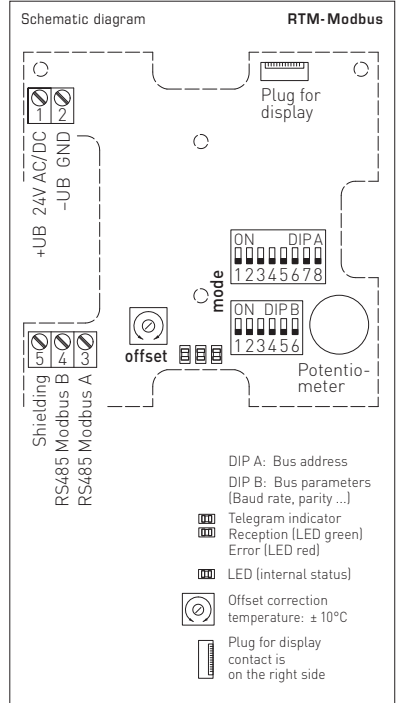 Schematic diagram
RTM-Modbus
Plug for
display
1 2
+UB 24V AC/DC
–UB GND
ON DIP A
1 2 3 4 5 6 7 8
mode
ON DIP B
1 2 3 4 5 6
offset
Potentio-
meter
5 4 3
Shielding
RS485 Modbus B
RS485 Modbus A
DIP A: Bus address
DIP B: Bus parameters
(Baud rate, parity ...)
Telegram indicator
Reception (LED green)
Error (LED red)
LED (internal status)
Offset correction
temperature: ± 10°C
Plug for display
contact is
on the right side